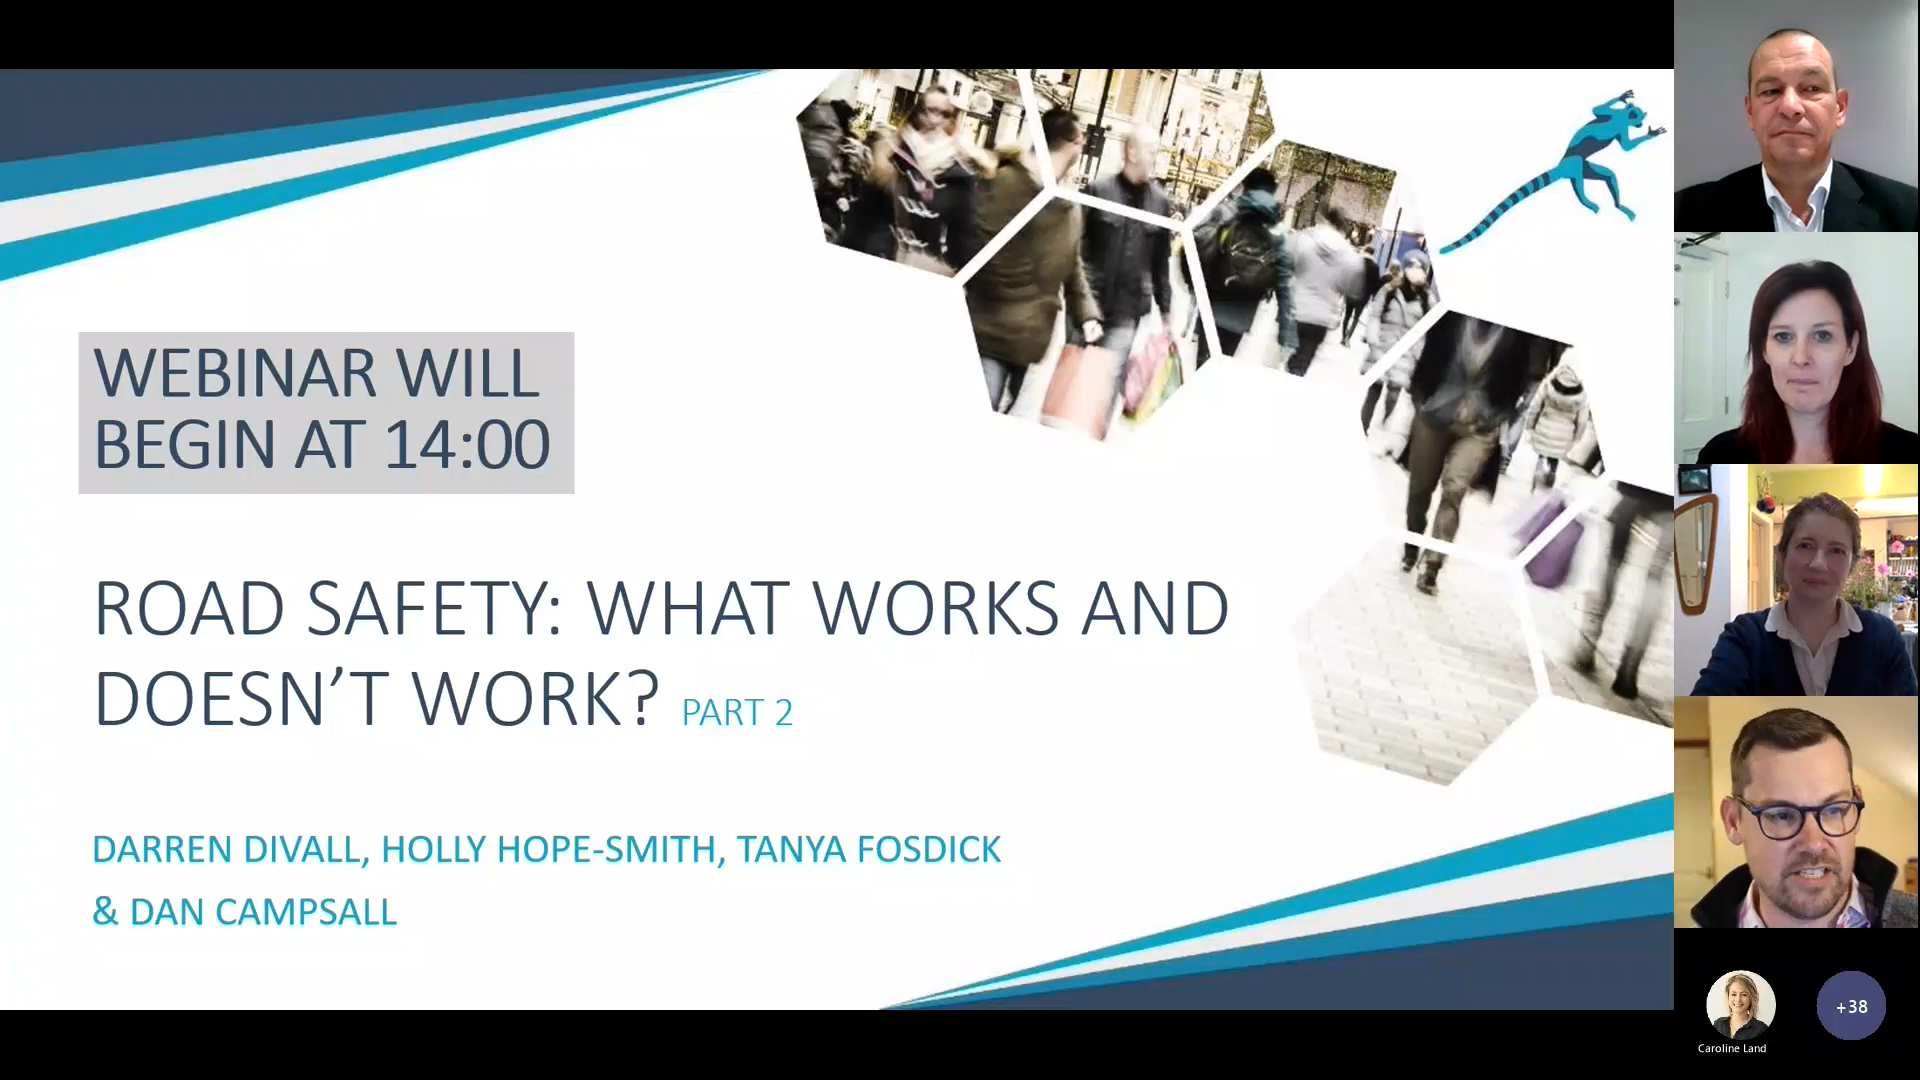 WEBINAR WILL
BEGIN AT 14:00
ROAD SAFETY: WHAT WORKS AND
DOESN’T WORK? PART 2
DARREN DIVALL, HOLLY HOPE-SMITH, TANYA FOSDICK
& DAN CAMPSALL
+38
Caroline Land